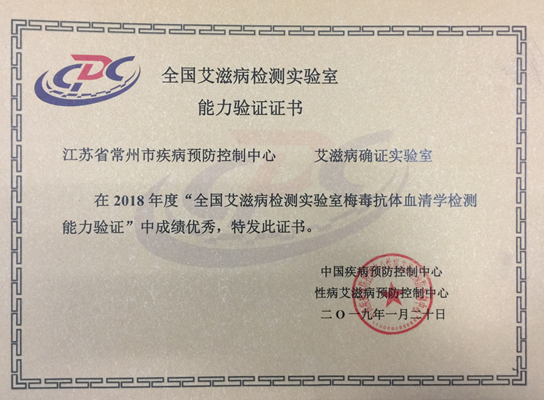 CDC
全国艾滋病检测实验室
能力验证证书
江苏省常州市疾病预防控制中心 艾滋病确证实验室
在 2018 年度“全国艾滋病检测实验室梅毒抗体血清学检测
能力验证”中成绩优秀，特发此证书。
中国疾病预防控制中心
性病艾滋病预防控制中心
二〇一九年一月二十日